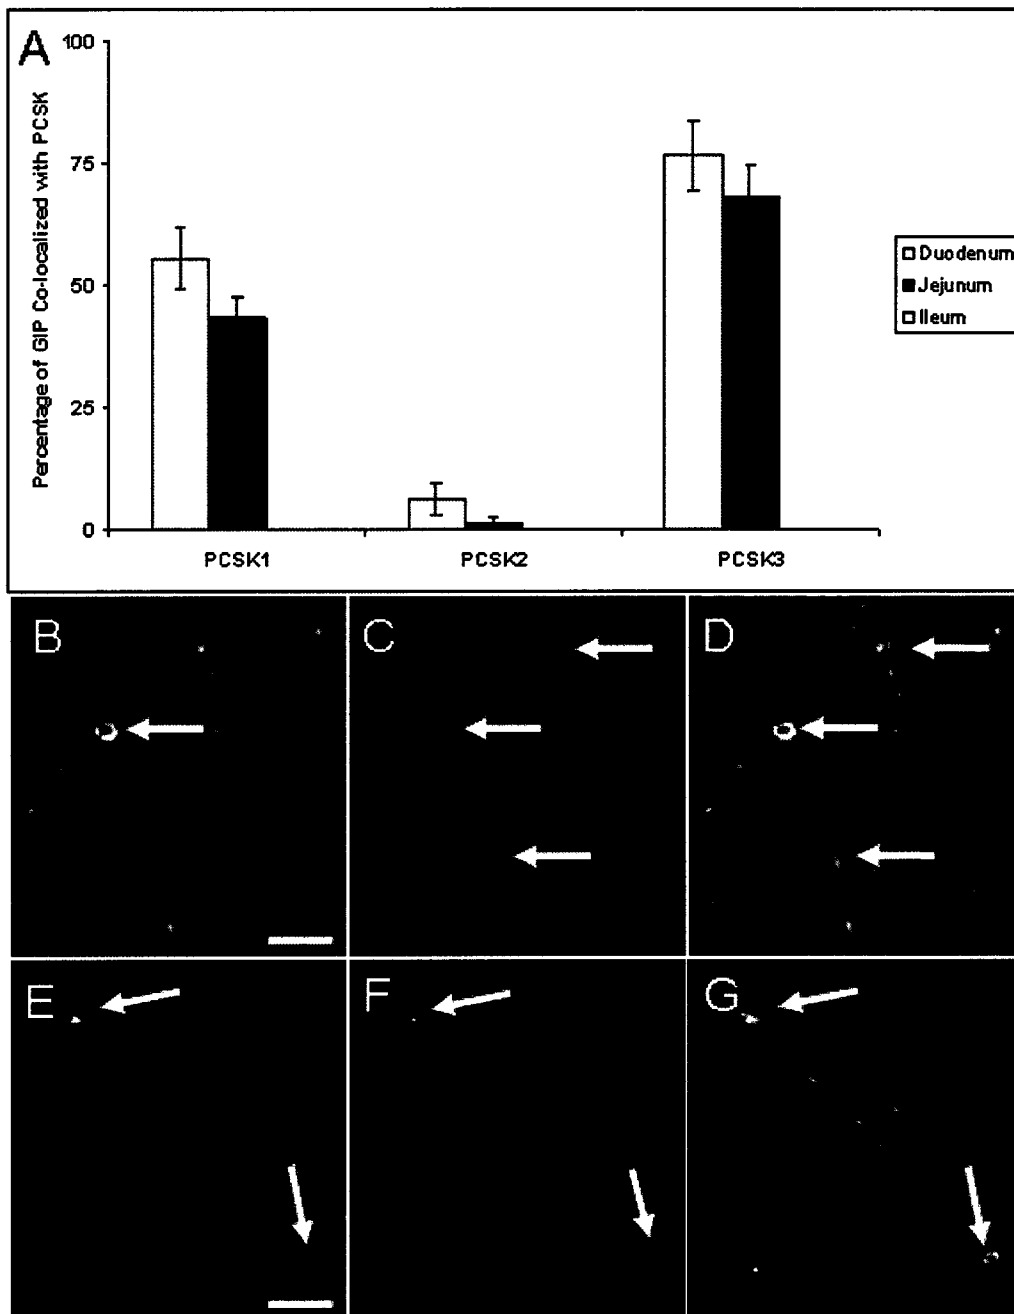 A
100
75
50
25
0
Percentage of GIP Co-localized with PCSK
PCSK1
PCSK2
PCSK3
Duodenum
Jejunum
Ileum
B
C
D
E
F
G